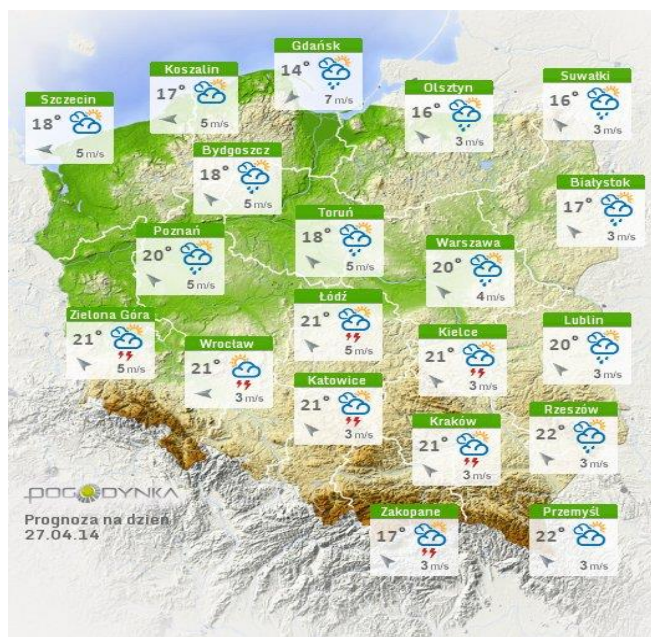 Gdańsk
14°
7 m/s
Koszalin
17°
5 m/s
Szczecin
18°
5 m/s
Olsztyn
16°
3 m/s
Suwałki
16°
3 m/s
Bydgoszcz
18°
5 m/s
Białystok
17°
3 m/s
Toruń
18°
5 m/s
Poznań
20°
5 m/s
Warszawa
20°
4 m/s
Zielona Góra
21°
5 m/s
Łódź
21°
5 m/s
Wrocław
21°
3 m/s
Kielce
21°
3 m/s
Lublin
20°
3 m/s
Katowice
21°
3 m/s
Kraków
21°
3 m/s
Rzeszów
22°
3 m/s
Zakopane
17°
3 m/s
Przemyśl
22°
3 m/s
POGODYNKA
Prognoza na dzień
27.04.14